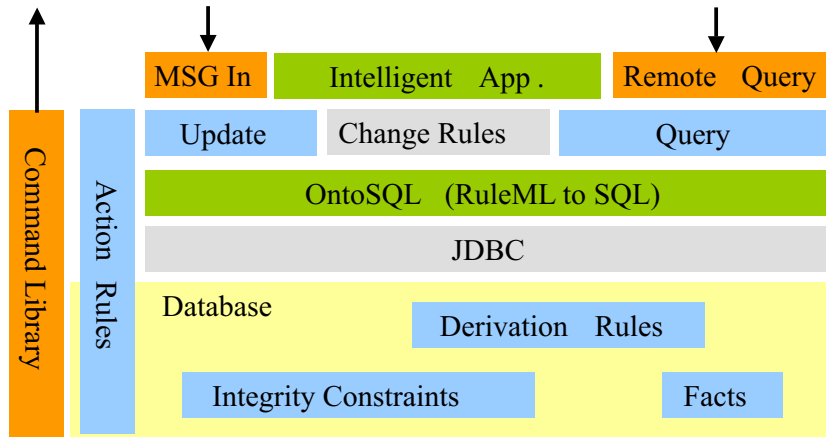 MSG In
Intelligent App .
Remote Query
Update
Change Rules
Query
OntoSQL (RuleML to SQL)
JDBC
Command Library
Action Rules
Database
Derivation Rules
Integrity Constraints
Facts